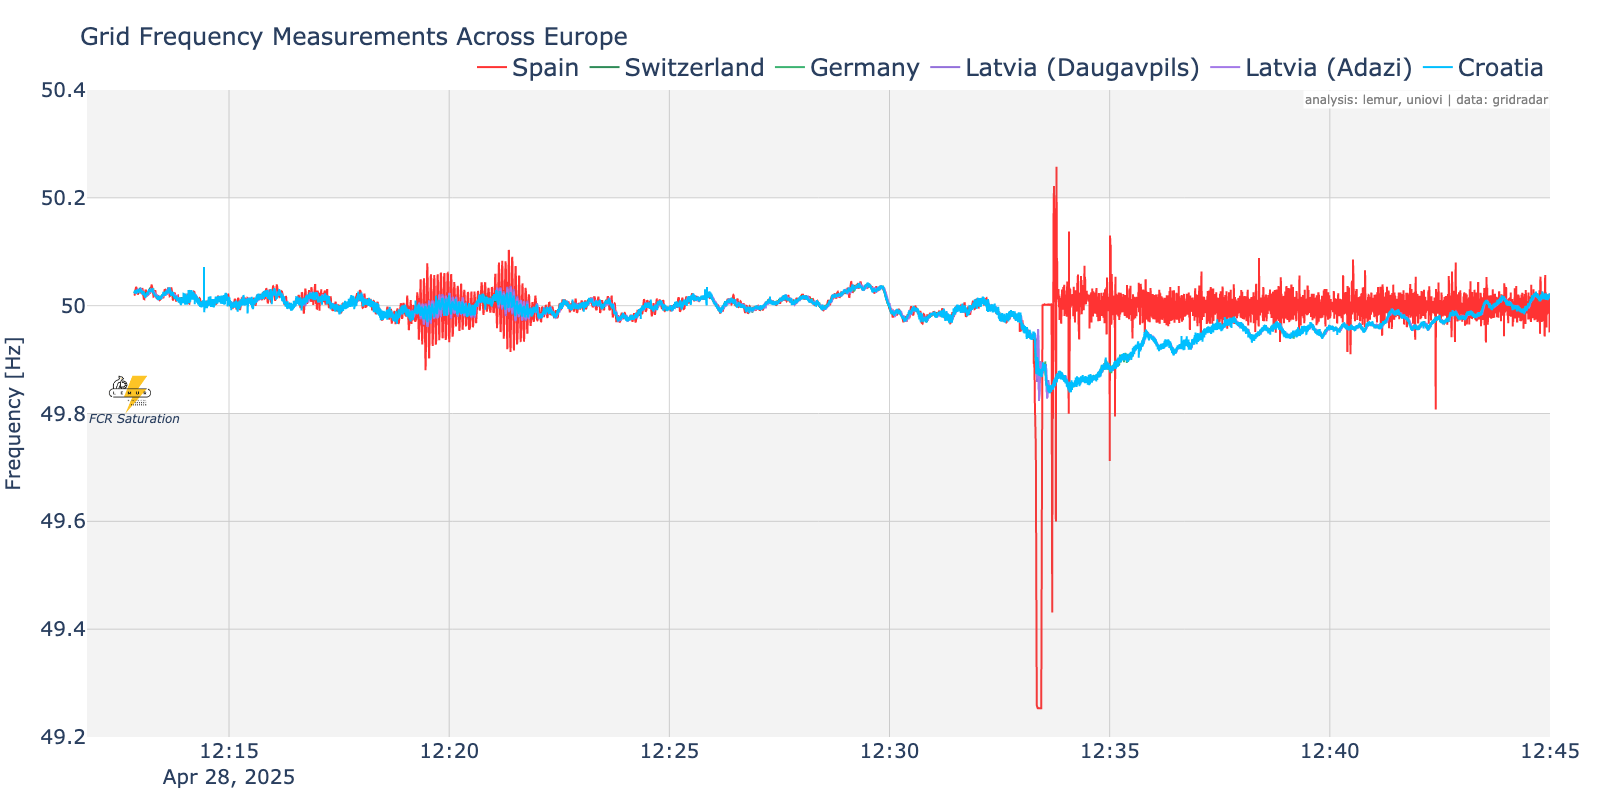 Grid Frequency Measurements Across Europe
Spain Switzerland Germany Latvia (Daugavpils) Latvia (Adazi) Croatia
analysis: lemur, uniovi | data: gridradar
50.4
50.2
50
49.8
49.6
49.4
49.2
Frequency [Hz]
LEMUR
FCR Saturation
12:15 12:20 12:25 12:30 12:35 12:40 12:45
Apr 28, 2025